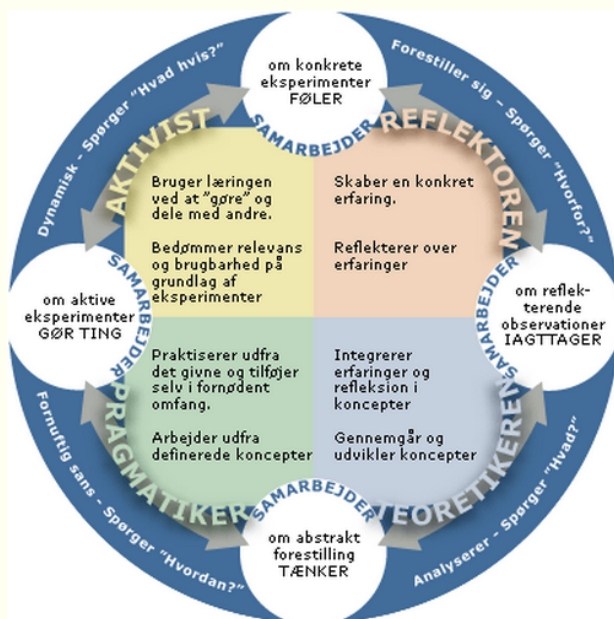 om konkrete
eksperimenter
FØLER
SAMARBEJDER
Dynamisk - Spørger "Hvad hvis?"
Forestiller sig - Spørger "Hvorfor?"
AKTIVIST
REFLEKTOREN
Bruger læringen
ved at "gøre" og
dele med andre.
Bedømmer relevans
og brugbarhed på
grundlag af
eksperimenter
Skaber en konkret
erfaring.
Reflekterer over
erfaringer
om aktive
eksperimenter
GØR TING
SAMARBEJDER
om reflek-
terende
observationer
IAGTTAGER
SAMARBEJDER
Praktiserer udfra
det givne og tilføjer
selv i fornødent
omfang.
Arbejder udfra
definerede koncepter
Integrerer
erfaringer og
refleksion i
koncepter
Gennemgår og
udvikler koncepter
PRAGMATIKER
TEORETIKEREN
Fornuftig sans - Spørger "Hvordan?"
Analyserer - Spørger "Hvad?"
SAMARBEJDER
om abstrakt
forestilling
TÆNKER